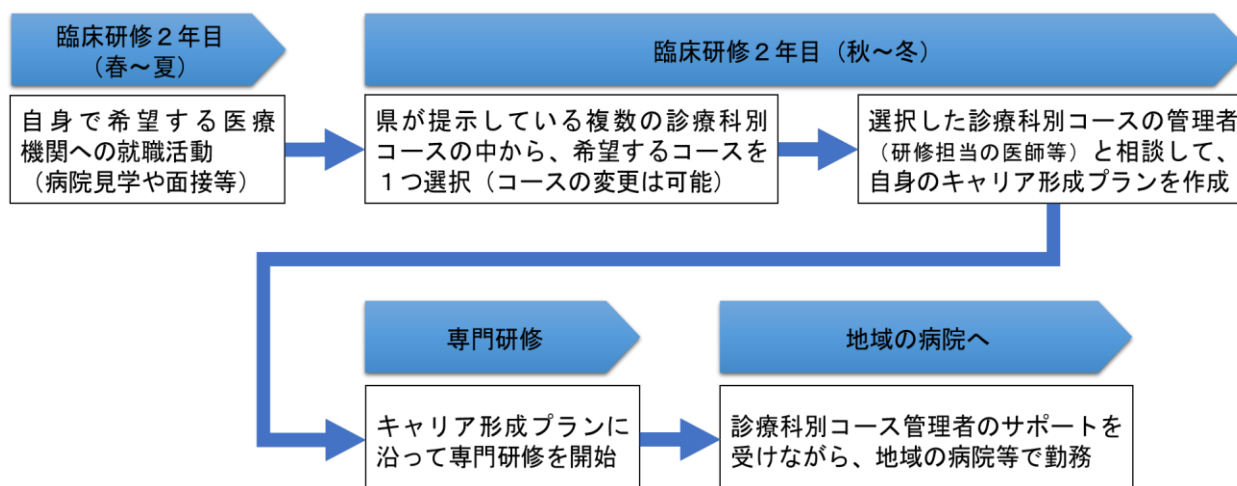 臨床研修２年目
（春～夏）
臨床研修２年目（秋～冬）
自身で希望する医療
機関への就職活動
（病院見学や面接等）
県が提示している複数の診療科別
コースの中から、希望するコースを
１つ選択（コースの変更は可能）
選択した診療科別コースの管理者
（研修担当の医師等）と相談して、
自身のキャリア形成プランを作成
専門研修
地域の病院へ
キャリア形成プランに
沿って専門研修を開始
診療科別コース管理者のサポートを
受けながら、地域の病院等で勤務